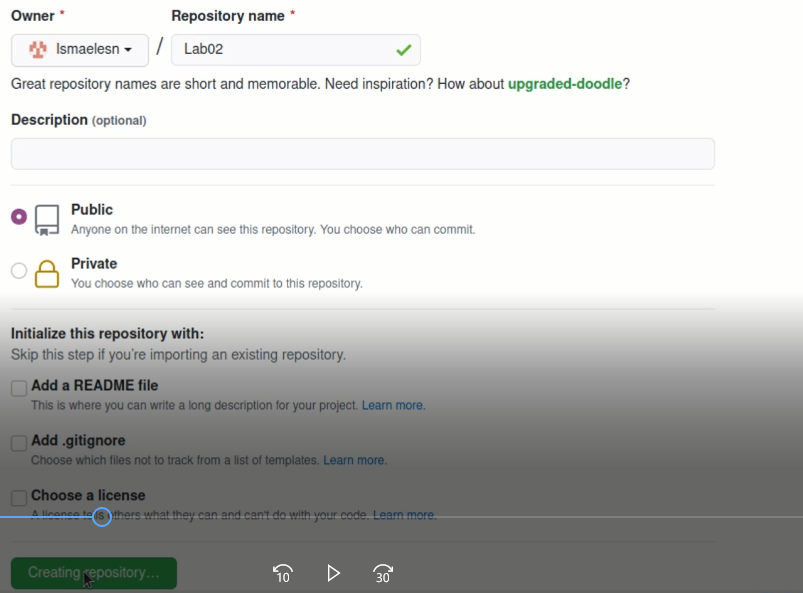 Owner * Repository name *
Ismaelesn / Lab02
Great repository names are short and memorable. Need inspiration? How about upgraded-doodle?
Description (optional)
Public
Anyone on the internet can see this repository. You choose who can commit.
Private
You choose who can see and commit to this repository.
Initialize this repository with:
Skip this step if you're importing an existing repository.
Add a README file
This is where you can write a long description for your project. Learn more.
Add .gitignore
Choose which files not to track from a list of templates. Learn more.
Choose a license
A license tells others what they can and can't do with your code. Learn more.
Creating repository...
10 30